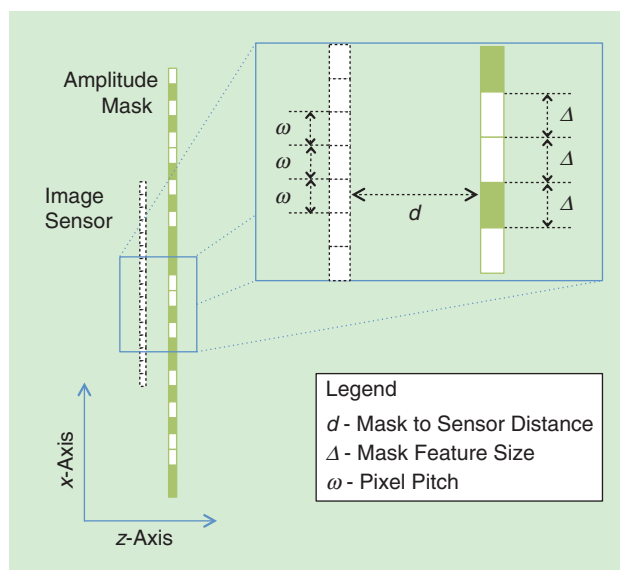 Amplitude
Mask
Image
Sensor
ω
ω
ω
d
Δ
Δ
Δ
Legend
d - Mask to Sensor Distance
Δ - Mask Feature Size
ω - Pixel Pitch
x-Axis
z-Axis